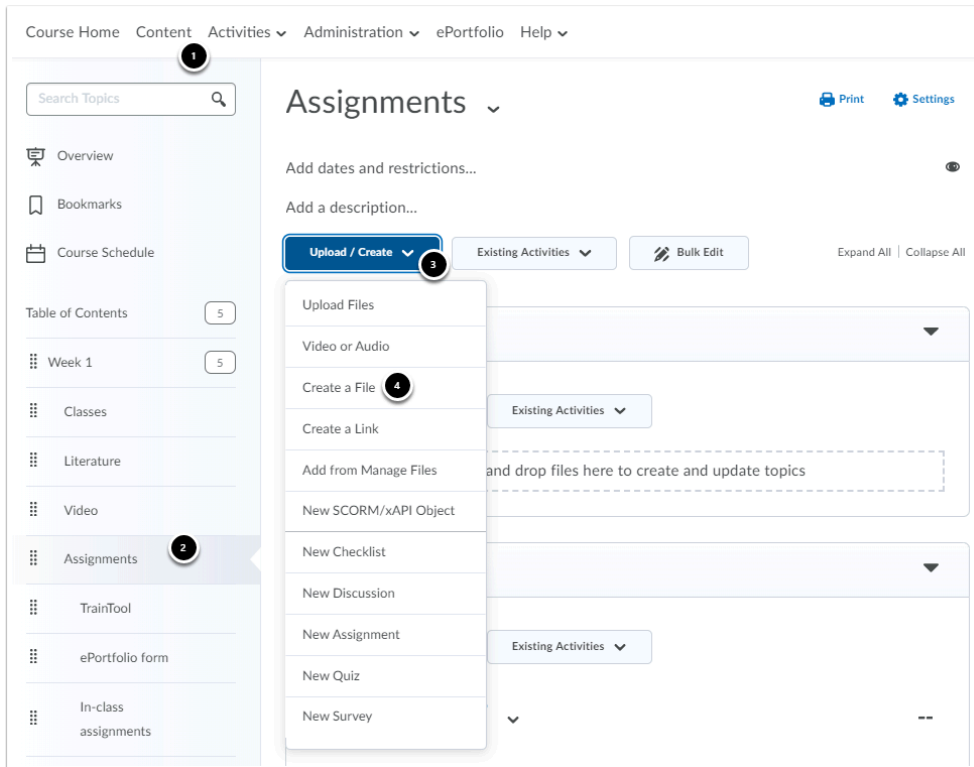 Course Home Content Activities Administration ePortfolio Help
1
Search Topics
Overview
Bookmarks
Course Schedule
Table of Contents 5
Week 1 5
Classes
Literature
Video
Assignments 2
TrainTool
ePortfolio form
In-class
assignments
Assignments
Print Settings
Add dates and restrictions...
Add a description...
Upload / Create 3 Existing Activities Bulk Edit Expand All | Collapse All
Upload Files
Video or Audio
Create a File 4
Create a Link
Add from Manage Files
New SCORM/xAPI Object
New Checklist
New Discussion
New Assignment
New Quiz
New Survey
Existing Activities
and drop files here to create and update topics
Existing Activities
--